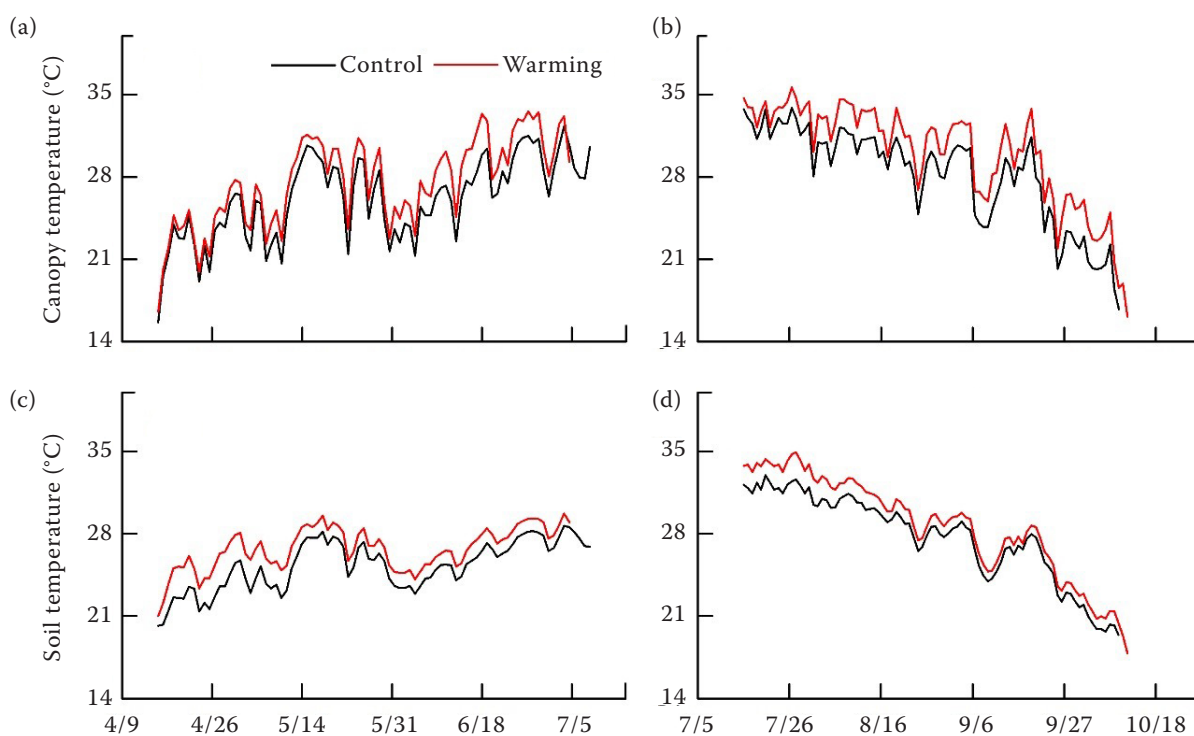 (a)
(b)
Control
Warming
Canopy temperature (°C)
35
28
21
14
35
28
21
14
(c)
(d)
Soil temperature (°C)
35
28
21
14
35
28
21
14
4/9 4/26 5/14 5/31 6/18 7/5
7/5 7/26 8/16 9/6 9/27 10/18